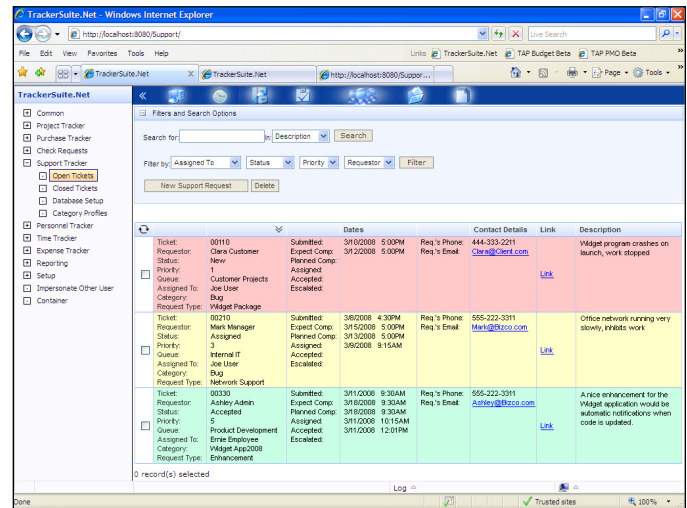 TrackerSuite.Net - Windows Internet Explorer
http://localhost:8080/Support/
Live Search
File Edit View Favorites Tools Help
Links TrackerSuite.Net TAP Budget Beta TAP PMO Beta
TrackerSuite.Net TrackerSuite.Net http://localhost:8080/Suppor...
Page Tools
TrackerSuite.Net
Common
Project Tracker
Purchase Tracker
Check Requests
Support Tracker
Open Tickets
Closed Tickets
Database Setup
Category Profiles
Personnel Tracker
Time Tracker
Expense Tracker
Reporting
Setup
Impersonate Other User
Container
Filters and Search Options
Search for: In: Description Search
Filter by: Assigned To Status Priority Requestor Filter
New Support Request Delete
Dates Contact Details Link Description
Ticket: 00110 Submitted: 3/10/2008 5:00PM Req.'s Phone: 444-333-2211 Widget program crashes on
Requestor: Clara Customer Expect Comp: 3/12/2008 5:00PM Req.'s Email: Clara@Client.com launch, work stopped
Status: New Planned Comp:
Priority: 1 Assigned:
Queue: Customer Projects Accepted: Link
Assigned To: Joe User Escalated:
Category: Bug
Request Type: Widget Package
Ticket: 00210 Submitted: 3/8/2008 4:30PM Req.'s Phone: 555-222-3311 Office network running very
Requestor: Mark Manager Expect Comp: 3/15/2008 5:00PM Req.'s Email: Mark@Bizco.com slowly, inhibits work
Status: Assigned Planned Comp: 3/13/2008 5:00PM
Priority: 3 Assigned: 3/9/2008 9:15AM
Queue: Internal IT Accepted: Link
Assigned To: Joe User Escalated:
Category: Bug
Request Type: Network Support
Ticket: 00330 Submitted: 3/11/2008 9:30AM Req.'s Phone: 555-222-3311 A nice enhancement for the
Requestor: Ashley Admin Expect Comp: 3/18/2008 9:30AM Req.'s Email: Ashley@Bizco.com Widget application would be
Status: Accepted Planned Comp: 3/18/2008 9:30AM automatic notifications when
Priority: 5 Assigned: 3/11/2008 10:15AM code is updated.
Queue: Product Development Accepted: 3/11/2008 12:01PM Link
Assigned To: Ernie Employee Escalated:
Category: Widget App2008
Request Type: Enhancement
0 record(s) selected
Log
Done Trusted sites 100%